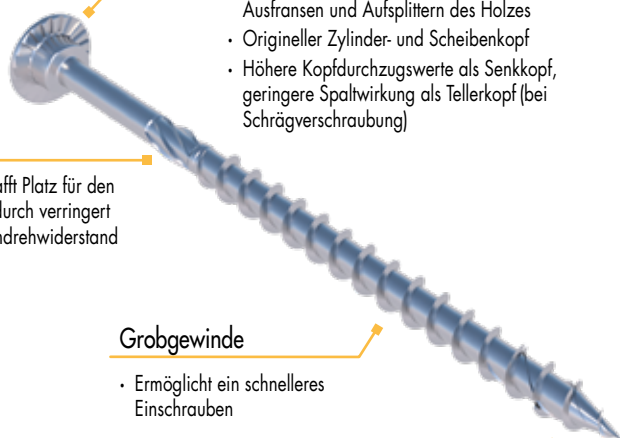 Ausfransen und Aufsplittern des Holzes
• Origineller Zylinder- und Scheibenkopf
• Höhere Kopfdurchzugswerte als Senkkopf,
geringere Spaltwirkung als Tellerkopf (bei
Schrägverschraubung)
Platz für den
verringert
Grobgewinde
• Ermöglicht ein schnelleres
Einschrauben